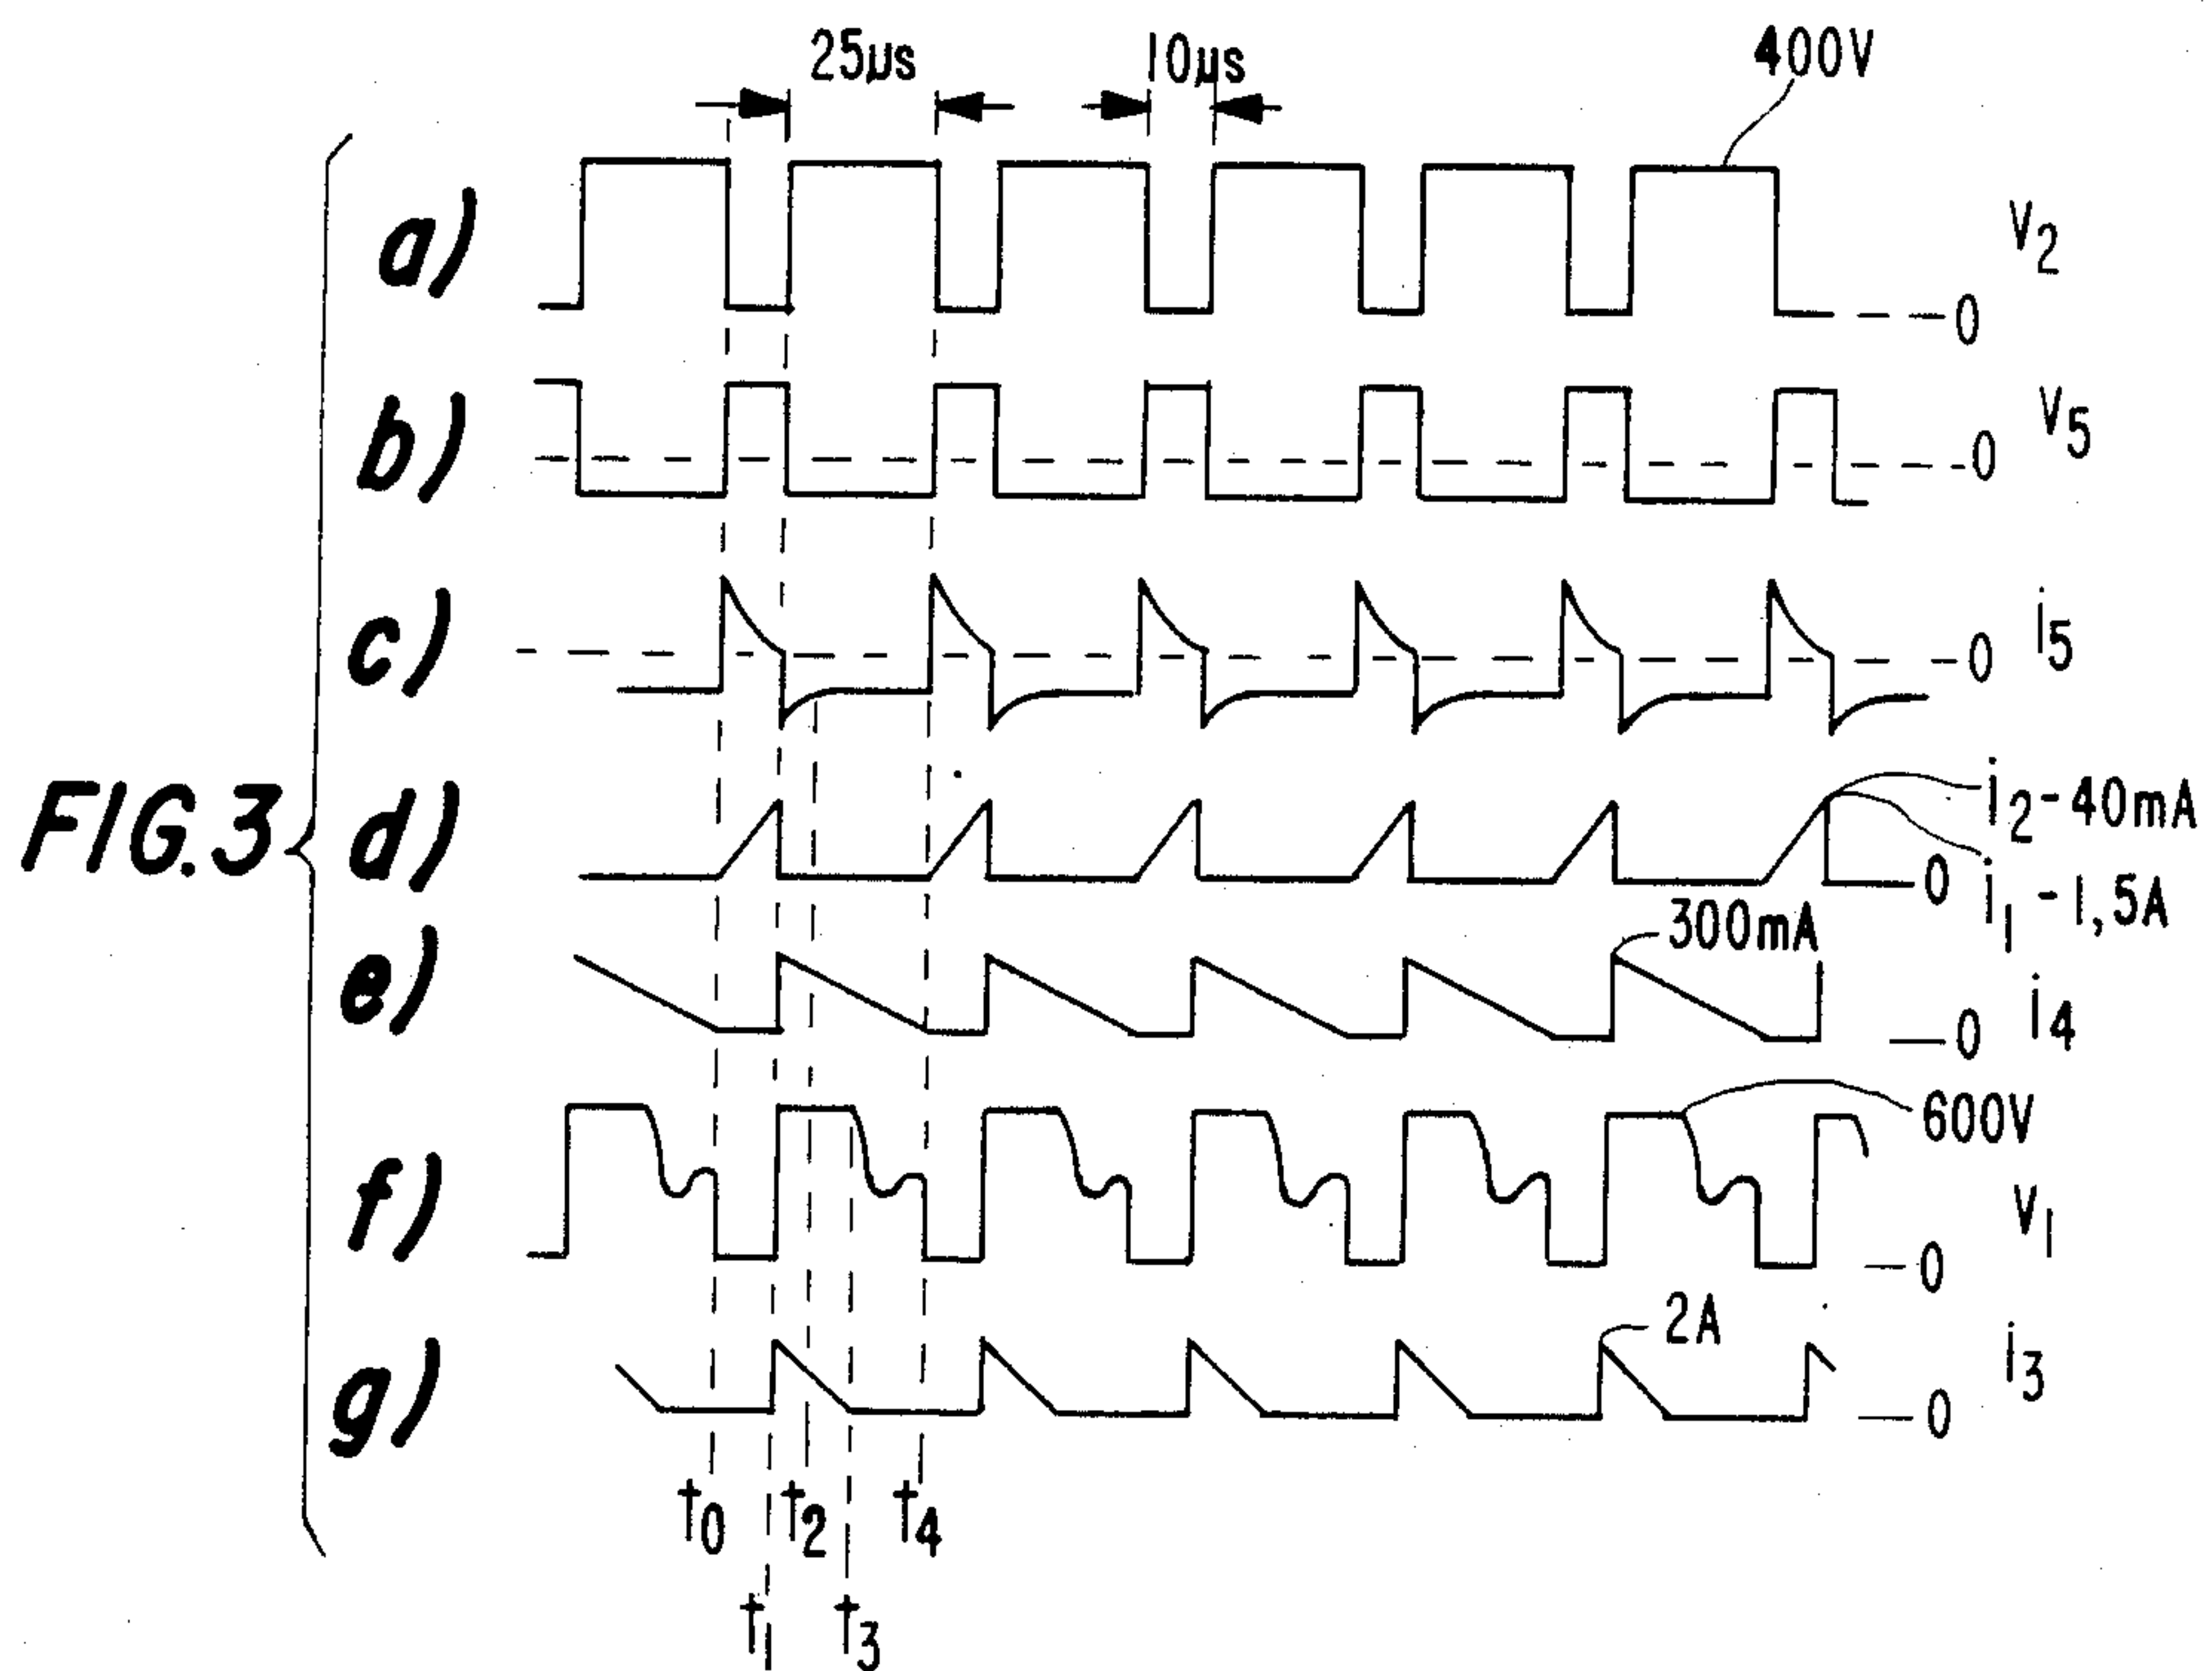 25µs
10µs
400V
a)
V2
0
b)
V5
0
c)
i5
0
FIG.3
d)
i2-40mA
0
i1-1,5A
e)
300mA
i4
0
f)
600V
V1
0
g)
2A
i3
0
t0
t2
t4
t1
t3